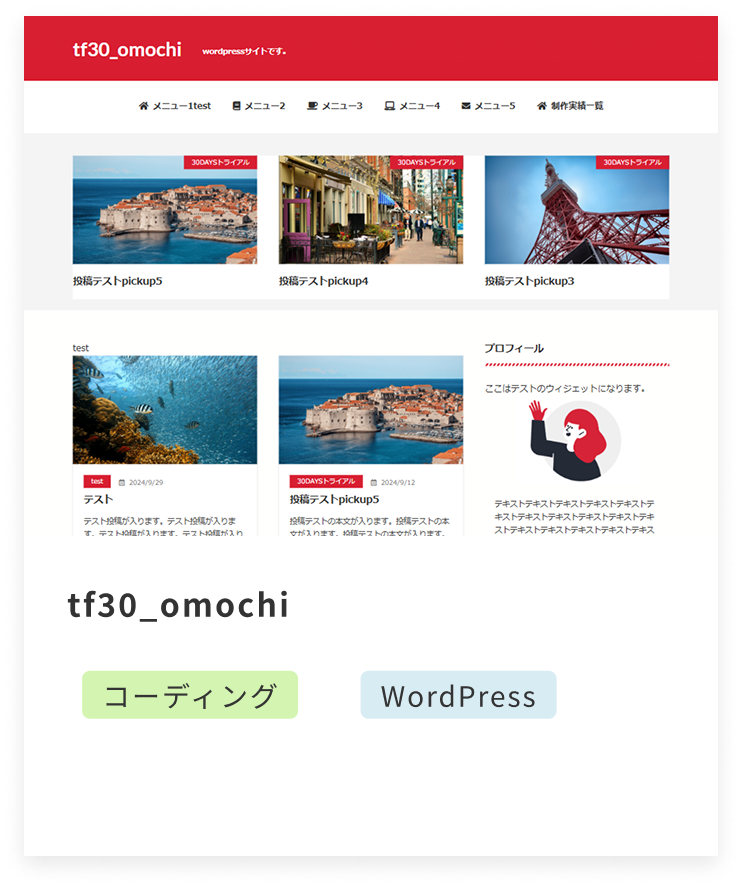 tf30_omochi wordpressサイトです。
メニュー1test メニュー2 メニュー3 メニュー4 メニュー5 制作実績一覧
30DAYSトライアル 30DAYSトライアル 30DAYSトライアル
投稿テストpickup5 投稿テストpickup4 投稿テストpickup3
test
test 2024/9/29
テスト
テスト投稿が入ります。テスト投稿が入りま
す。テスト投稿が入ります。テスト投稿が入り
30DAYSトライアル 2024/9/12
投稿テストpickup5
投稿テストの本文が入ります。投稿テストの本
文が入ります。投稿テストの本文が入ります。
プロフィール
ここはテストのウィジェットになります。
テキストテキストテキストテキストテキストテ
キストテキストテキストテキストテキストテキ
ストテキストテキストテキストテキストテキス
tf30_omochi
コーディング WordPress